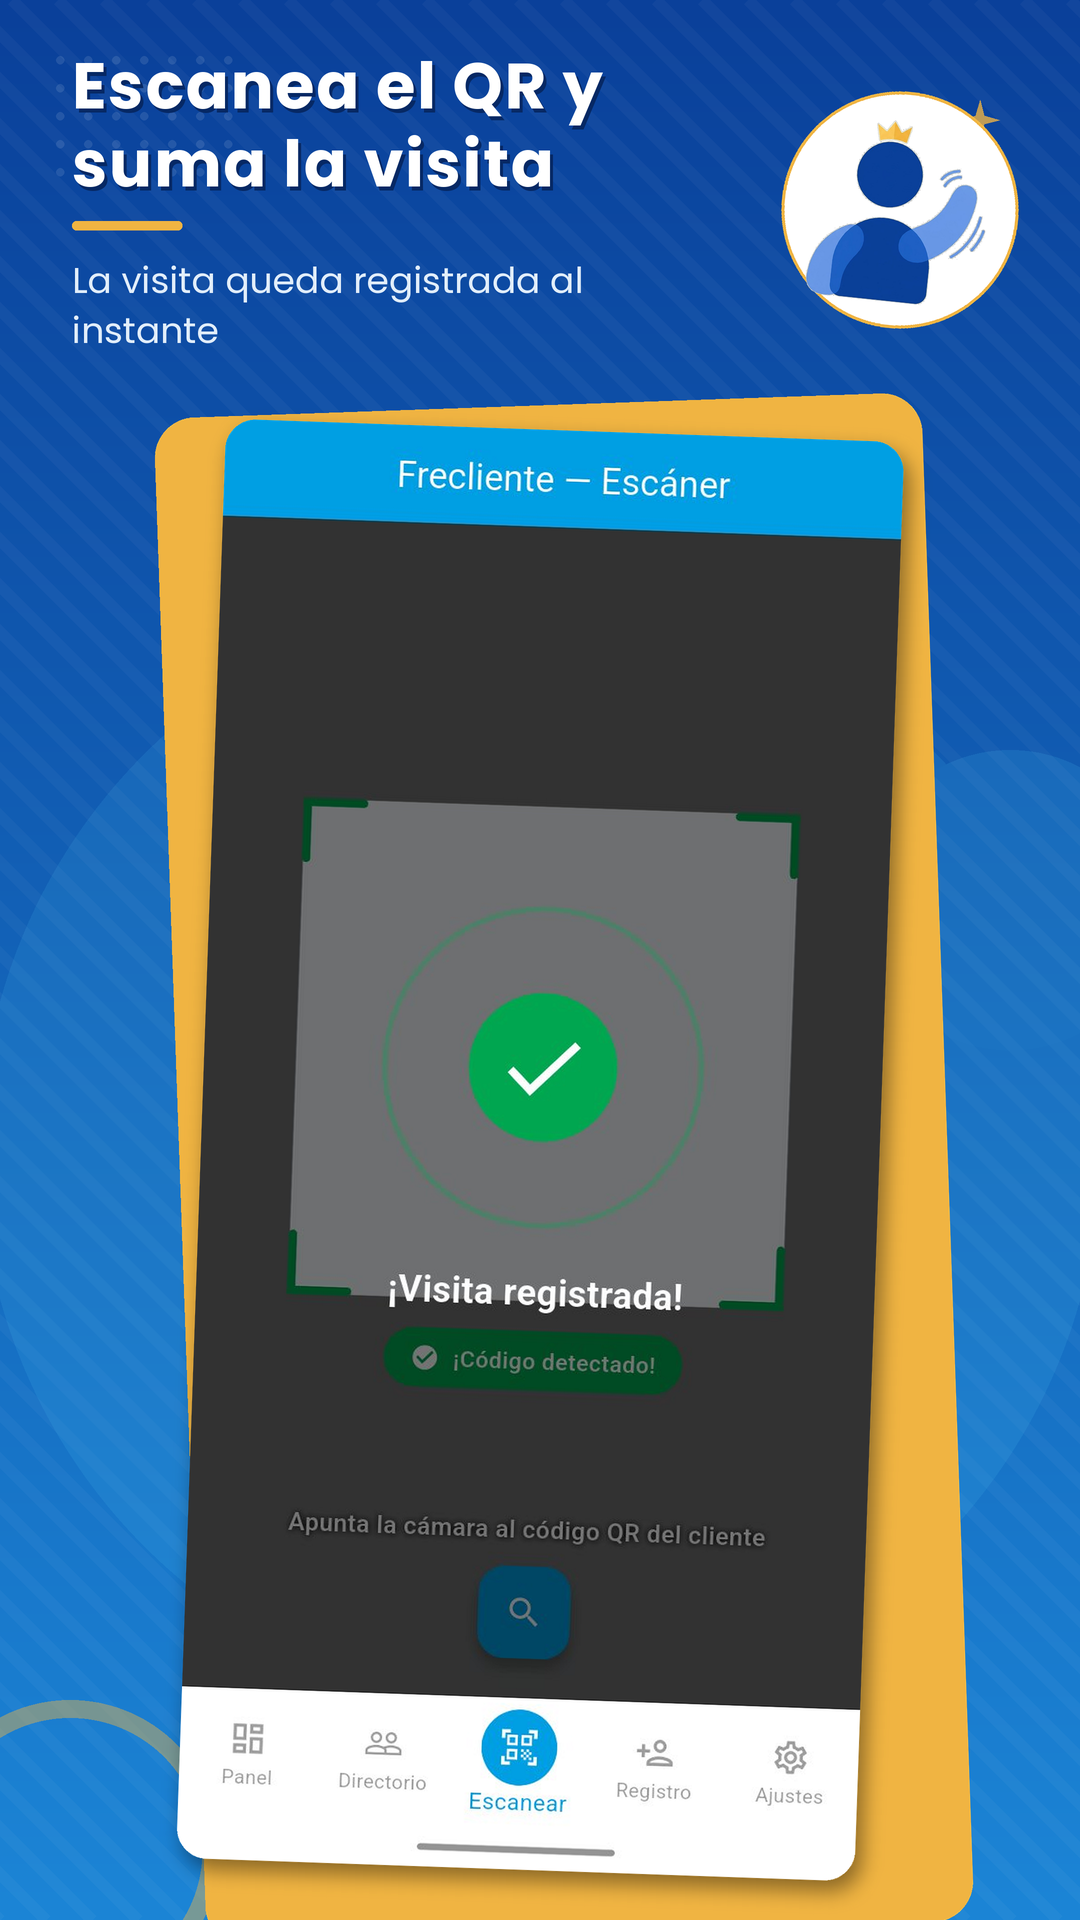 Escanea el QR y
suma la visita
La visita queda registrada al
instante
Frecliente — Escáner
¡Visita registrada!
¡Código detectado!
Apunta la cámara al código QR del cliente
Panel
Directorio
Escanear
Registro
Ajustes